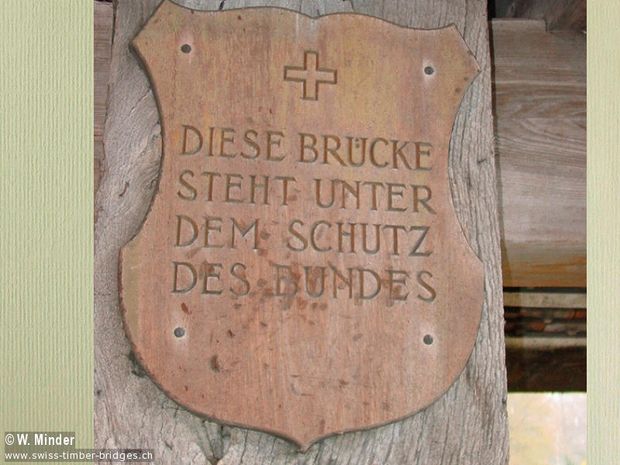 DIESE BRÜCKE
STEHT UNTER
DEM SCHUTZ
DES BUNDES
© W. Minder
www.swiss-timber-bridges.ch